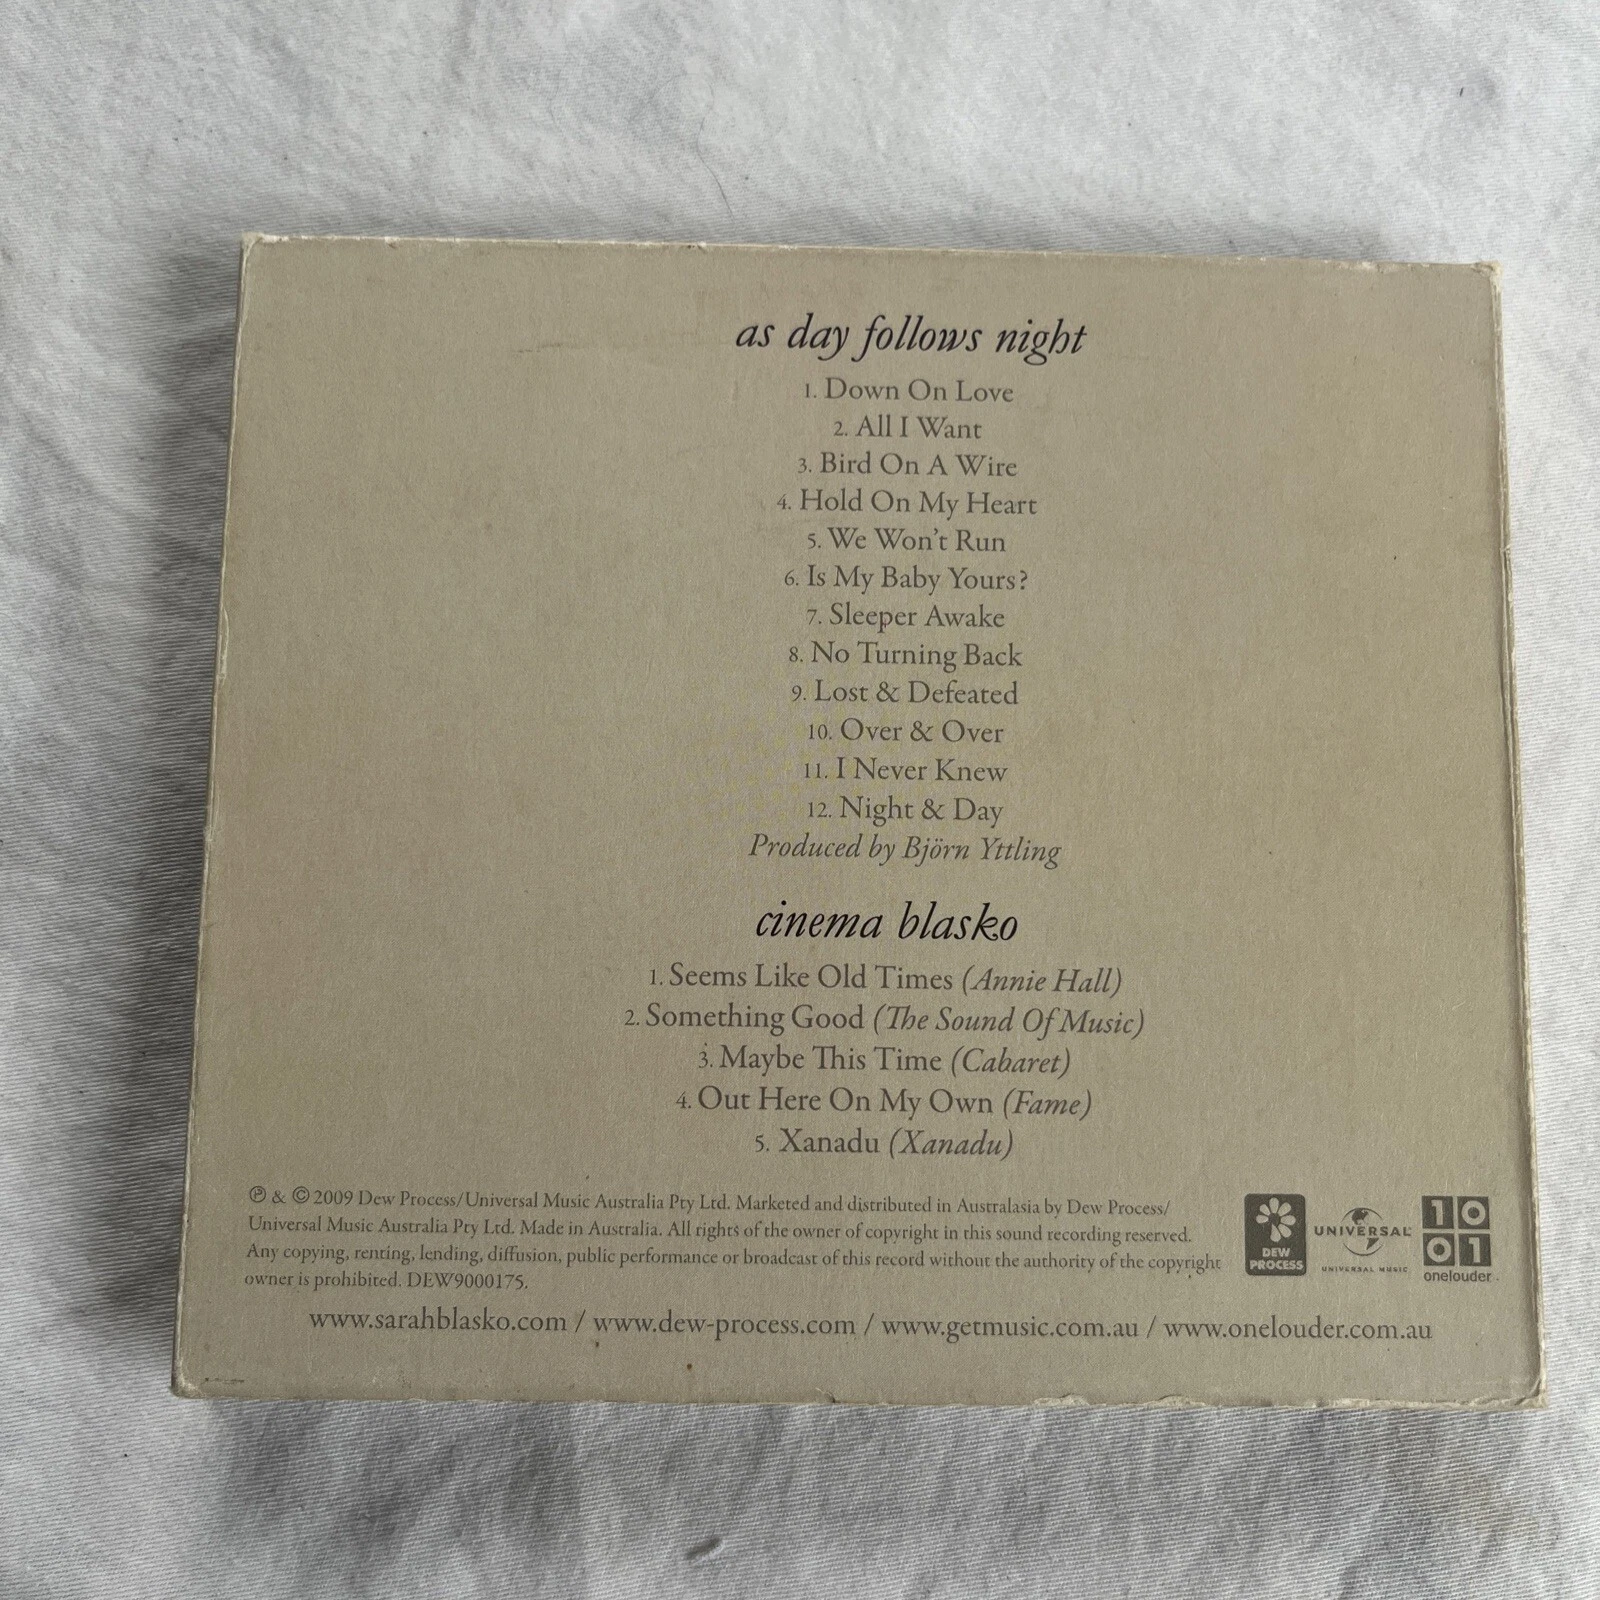 as day follows night
1. Down On Love
2. All I Want
3. Bird On A Wire
4. Hold On My Heart
5. We Won't Run
6. Is My Baby Yours?
7. Sleeper Awake
8. No Turning Back
9. Lost & Defeated
10. Over & Over
11. I Never Knew
12. Night & Day
Produced by Björn Yttling
cinema blasko
1. Seems Like Old Times (Annie Hall)
2. Something Good (The Sound Of Music)
3. Maybe This Time (Cabaret)
4. Out Here On My Own (Fame)
5. Xanadu (Xanadu)
℗ & © 2009 Dew Process/Universal Music Australia Pty Ltd. Marketed and distributed in Australasia by Dew Process/
Universal Music Australia Pty Ltd. Made in Australia. All rights of the owner of copyright in this sound recording reserved.
Any copying, renting, lending, diffusion, public performance or broadcast of this record without the authority of the copyright
owner is prohibited. DEW9000175.
DEW
PROCESS
UNIVERSAL
UNIVERSAL MUSIC
10
01
onelouder
www.sarahblasko.com / www.dew-process.com / www.getmusic.com.au / www.onelouder.com.au